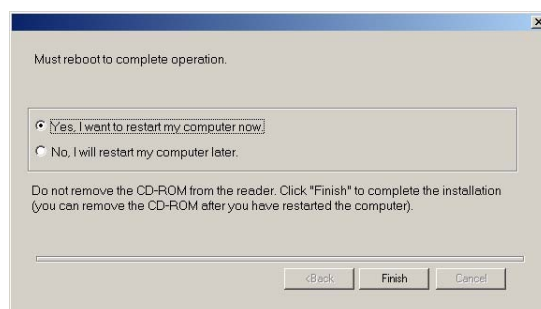 Must reboot to complete operation.
Yes, I want to restart my computer now.
No, I will restart my computer later.
Do not remove the CD-ROM from the reader. Click "Finish" to complete the installation
(you can remove the CD-ROM after you have restarted the computer).
<Back Finish Cancel